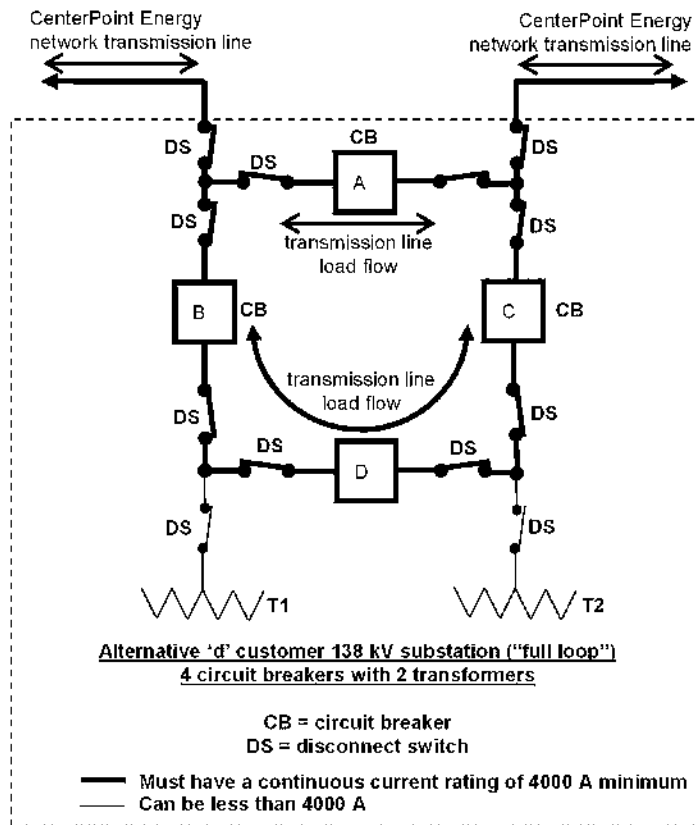 CenterPoint Energy
network transmission line
CenterPoint Energy
network transmission line
DS
DS
CB
DS
A
transmission line
load flow
DS
DS
B
CB
C
CB
transmission line
load flow
DS
DS
DS
D
DS
DS
DS
T1
T2
Alternative 'd' customer 138 kV substation ("full loop")
4 circuit breakers with 2 transformers
CB = circuit breaker
DS = disconnect switch
Must have a continuous current rating of 4000 A minimum
Can be less than 4000 A